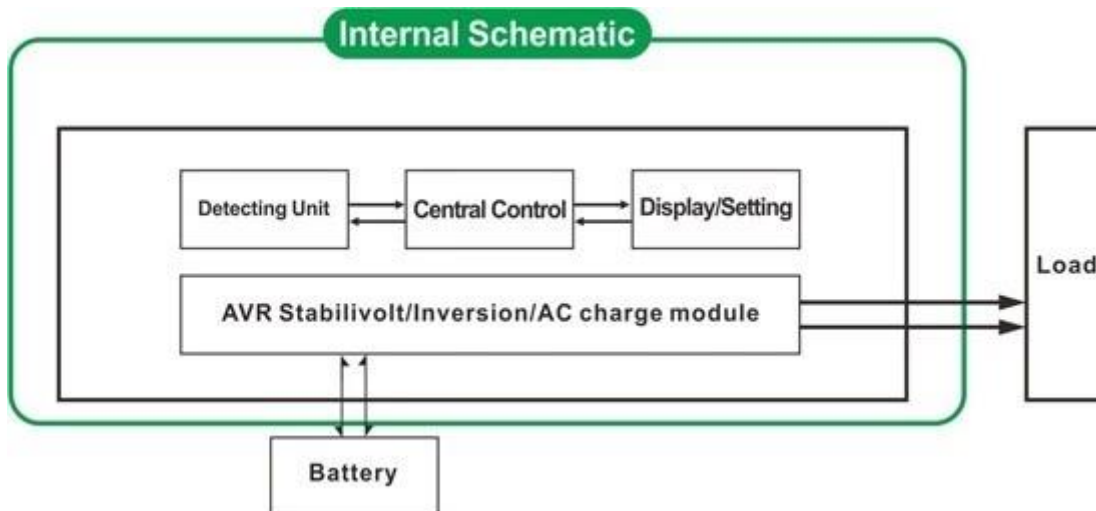 Internal Schematic
Detecting Unit
Central Control
Display/Setting
AVR Stabilivolt/Inversion/AC charge module
Load
Battery